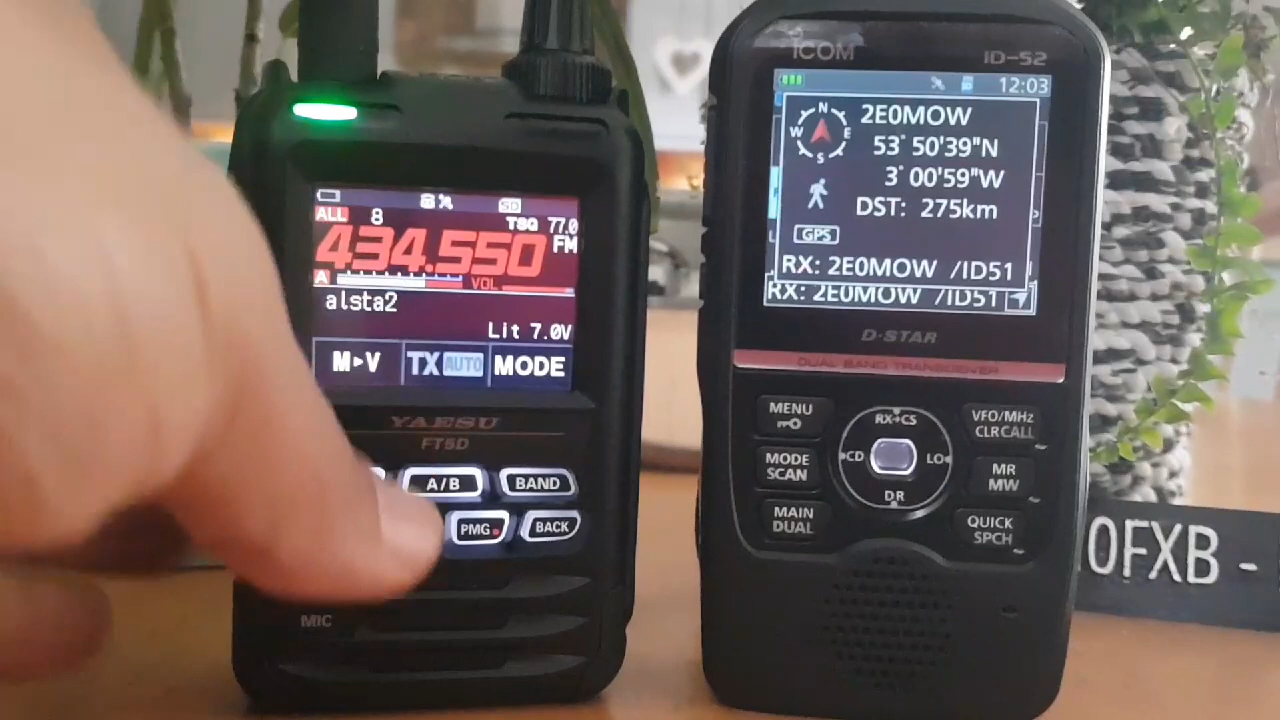 ALL 8
TSQ 77.0
434.550 FM
A
VOL
alsta2
Lit 7.0V
M▸V TX AUTO MODE
YAESU
FT5D
A/B BAND
PMG BACK
MIC
SD
ICOM ID-52
12:03
N
W E
S
2E0MOW
53°50'39"N
3°00'59"W
DST: 275km
GPS
RX: 2E0MOW /ID51
RX: 2E0MOW /ID51
D-STAR
DUAL BAND TRANSCEIVER
MENU
RX→CS
VFO/MHz
CLR CALL
MODE
SCAN
CD
LO
MR
MW
DR
MAIN
DUAL
QUICK
SPCH
0FXB -